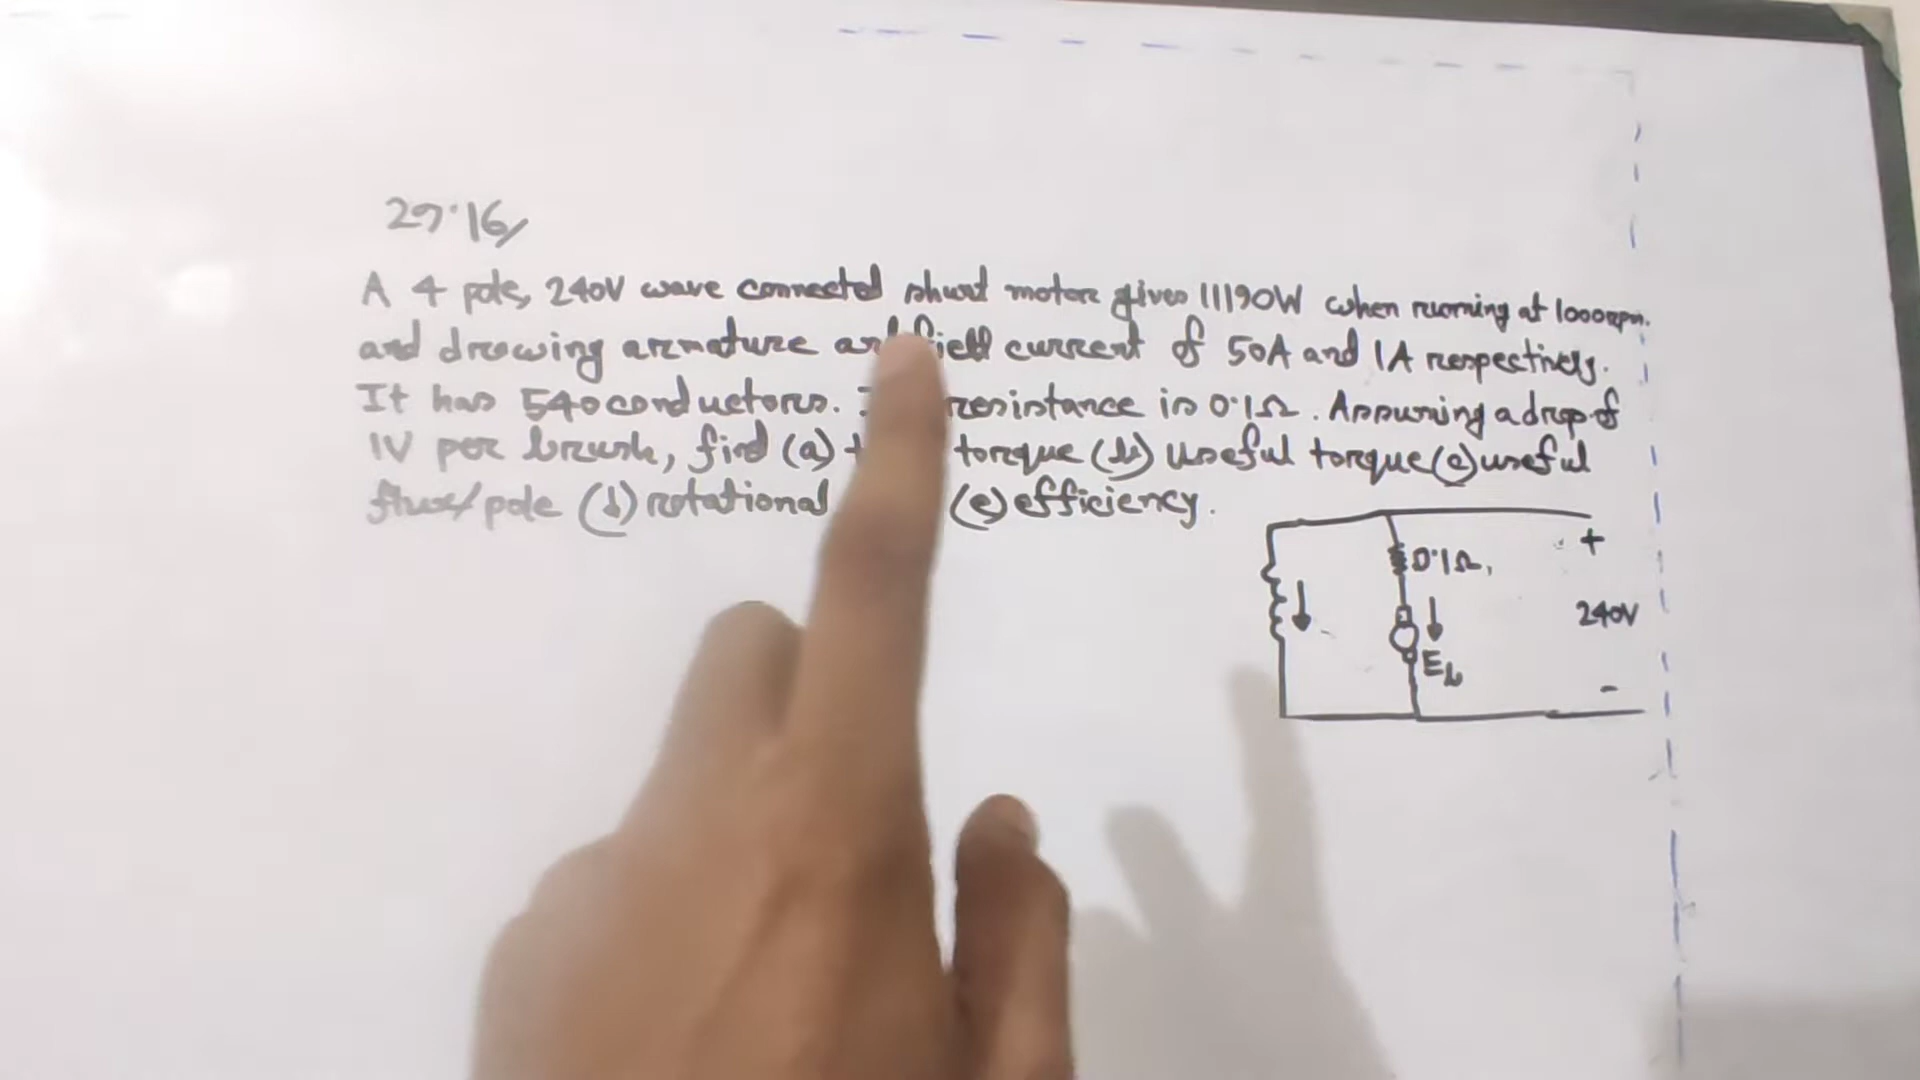 29.16/
A 4 pole, 240V wave connected shunt motor gives 11190W when running at 1000rpm.
and drawing armature and field current of 50A and 1A respectively.
It has 540 conductors. resistance is 0.1Ω. Assuming a drop of
1V per brush, find (a) torque (b) useful torque (c) useful
flux/pole (d) rotational (e) efficiency.
0.1Ω,
+
240V
Eb
-